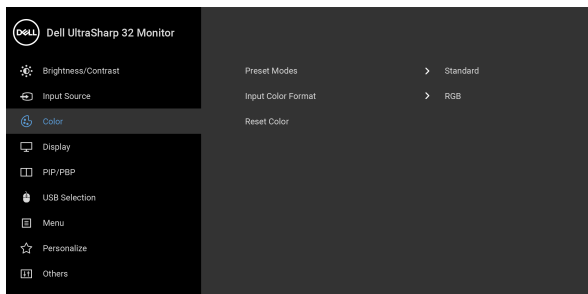 DELL Dell UltraSharp 32 Monitor
Brightness/Contrast
Input Source
Color
Display
PIP/PBP
USB Selection
Menu
Personalize
Others
Preset Modes > Standard
Input Color Format > RGB
Reset Color